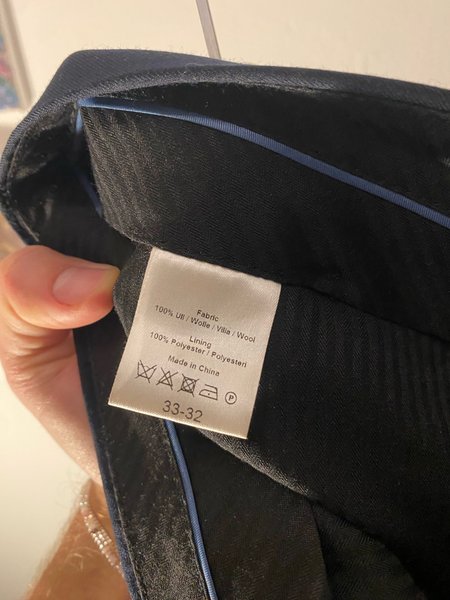 Fabric
100% Ull / Wolle / Villa / Wool
Lining
100% Polyester / Polyesteri
Made in China
P
33-32